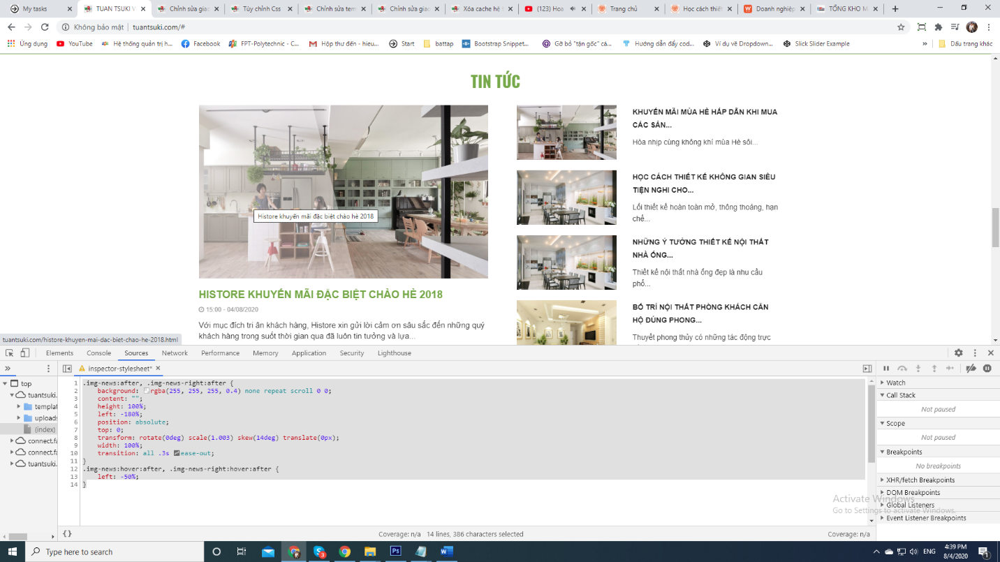 My tasks
TUAN TSUKI V
Chỉnh sửa giao
Tùy chỉnh Css
Chỉnh sửa tem
Chỉnh sửa giao
Xóa cache hệ t
(123) Hoa
Trang chủ
Học cách thiết
Doanh nghiệp
TỔNG KHO M
Không bảo mật
tuantsuki.com/#
Ứng dụng
YouTube
Hệ thống quản trị h...
Facebook
FPT-Polytechnic - C...
Hộp thư đến - hieu...
Start
battap
Bootstrap Snippet...
Gỡ bỏ "tận gốc" cá...
Hướng dẫn đẩy cod...
Ví dụ về Dropdown...
Slick Slider Example
»
Dấu trang khác
TIN TỨC
Histore khuyến mãi đặc biệt chào hè 2018
HISTORE KHUYẾN MÃI ĐẶC BIỆT CHÀO HÈ 2018
15:00 - 04/08/2020
Với mục đích tri ân khách hàng, Histore xin gửi lời cảm ơn sâu sắc đến những quý
khách hàng trong suốt thời gian qua đã luôn tin tưởng và lựa...
KHUYẾN MÃI MÙA HÈ HẤP DẪN KHI MUA
CÁC SẢN...
Hòa nhịp cùng không khí mùa Hè sôi...
HỌC CÁCH THIẾT KẾ KHÔNG GIAN SIÊU
TIỆN NGHI CHO...
Lối thiết kế hoàn toàn mở, thông thoáng, hạn
chế...
NHỮNG Ý TƯỞNG THIẾT KẾ NỘI THẤT
NHÀ ỐNG...
Thiết kế nội thất nhà ống đẹp là nhu cầu
phổ...
BỐ TRÍ NỘI THẤT PHÒNG KHÁCH CĂN
HỘ ĐÚNG PHONG...
Thuyết phong thủy có những tác động trực
tuantsuki.com/histore-khuyen-mai-dac-biet-chao-he-2018.html
Elements
Console
Sources
Network
Performance
Memory
Application
Security
Lighthouse
»
inspector-stylesheet*
top
tuantsuki.
templat
uploads
(index)
connect.fa
connect.fa
tuantsuki.
1 .img-news:after, .img-news-right:after {
2 background: rgba(255, 255, 255, 0.4) none repeat scroll 0 0;
3 content: "";
4 height: 100%;
5 left: -180%;
6 position: absolute;
7 top: 0;
8 transform: rotate(0deg) scale(1.003) skew(14deg) translate(0px);
9 width: 100%;
10 transition: all .3s ease-out;
11 }
12 .img-news:hover:after, .img-news-right:hover:after {
13 left: -50%;
14 }
{}
Coverage: n/a
14 lines, 386 characters selected
Coverage: n/a
Watch
Call Stack
Not paused
Scope
Not paused
Breakpoints
No breakpoints
XHR/fetch Breakpoints
DOM Breakpoints
Global Listeners
Event Listener Breakpoints
Activate Windows
Go to Settings to activate Windows.
Type here to search
Ps
3
ENG
4:39 PM
8/4/2020
1